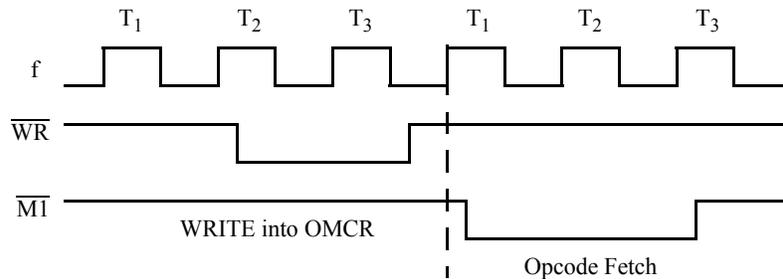 T1 T2 T3 T1 T2 T3
f
WR
M1
WRITE into OMCR
Opcode Fetch